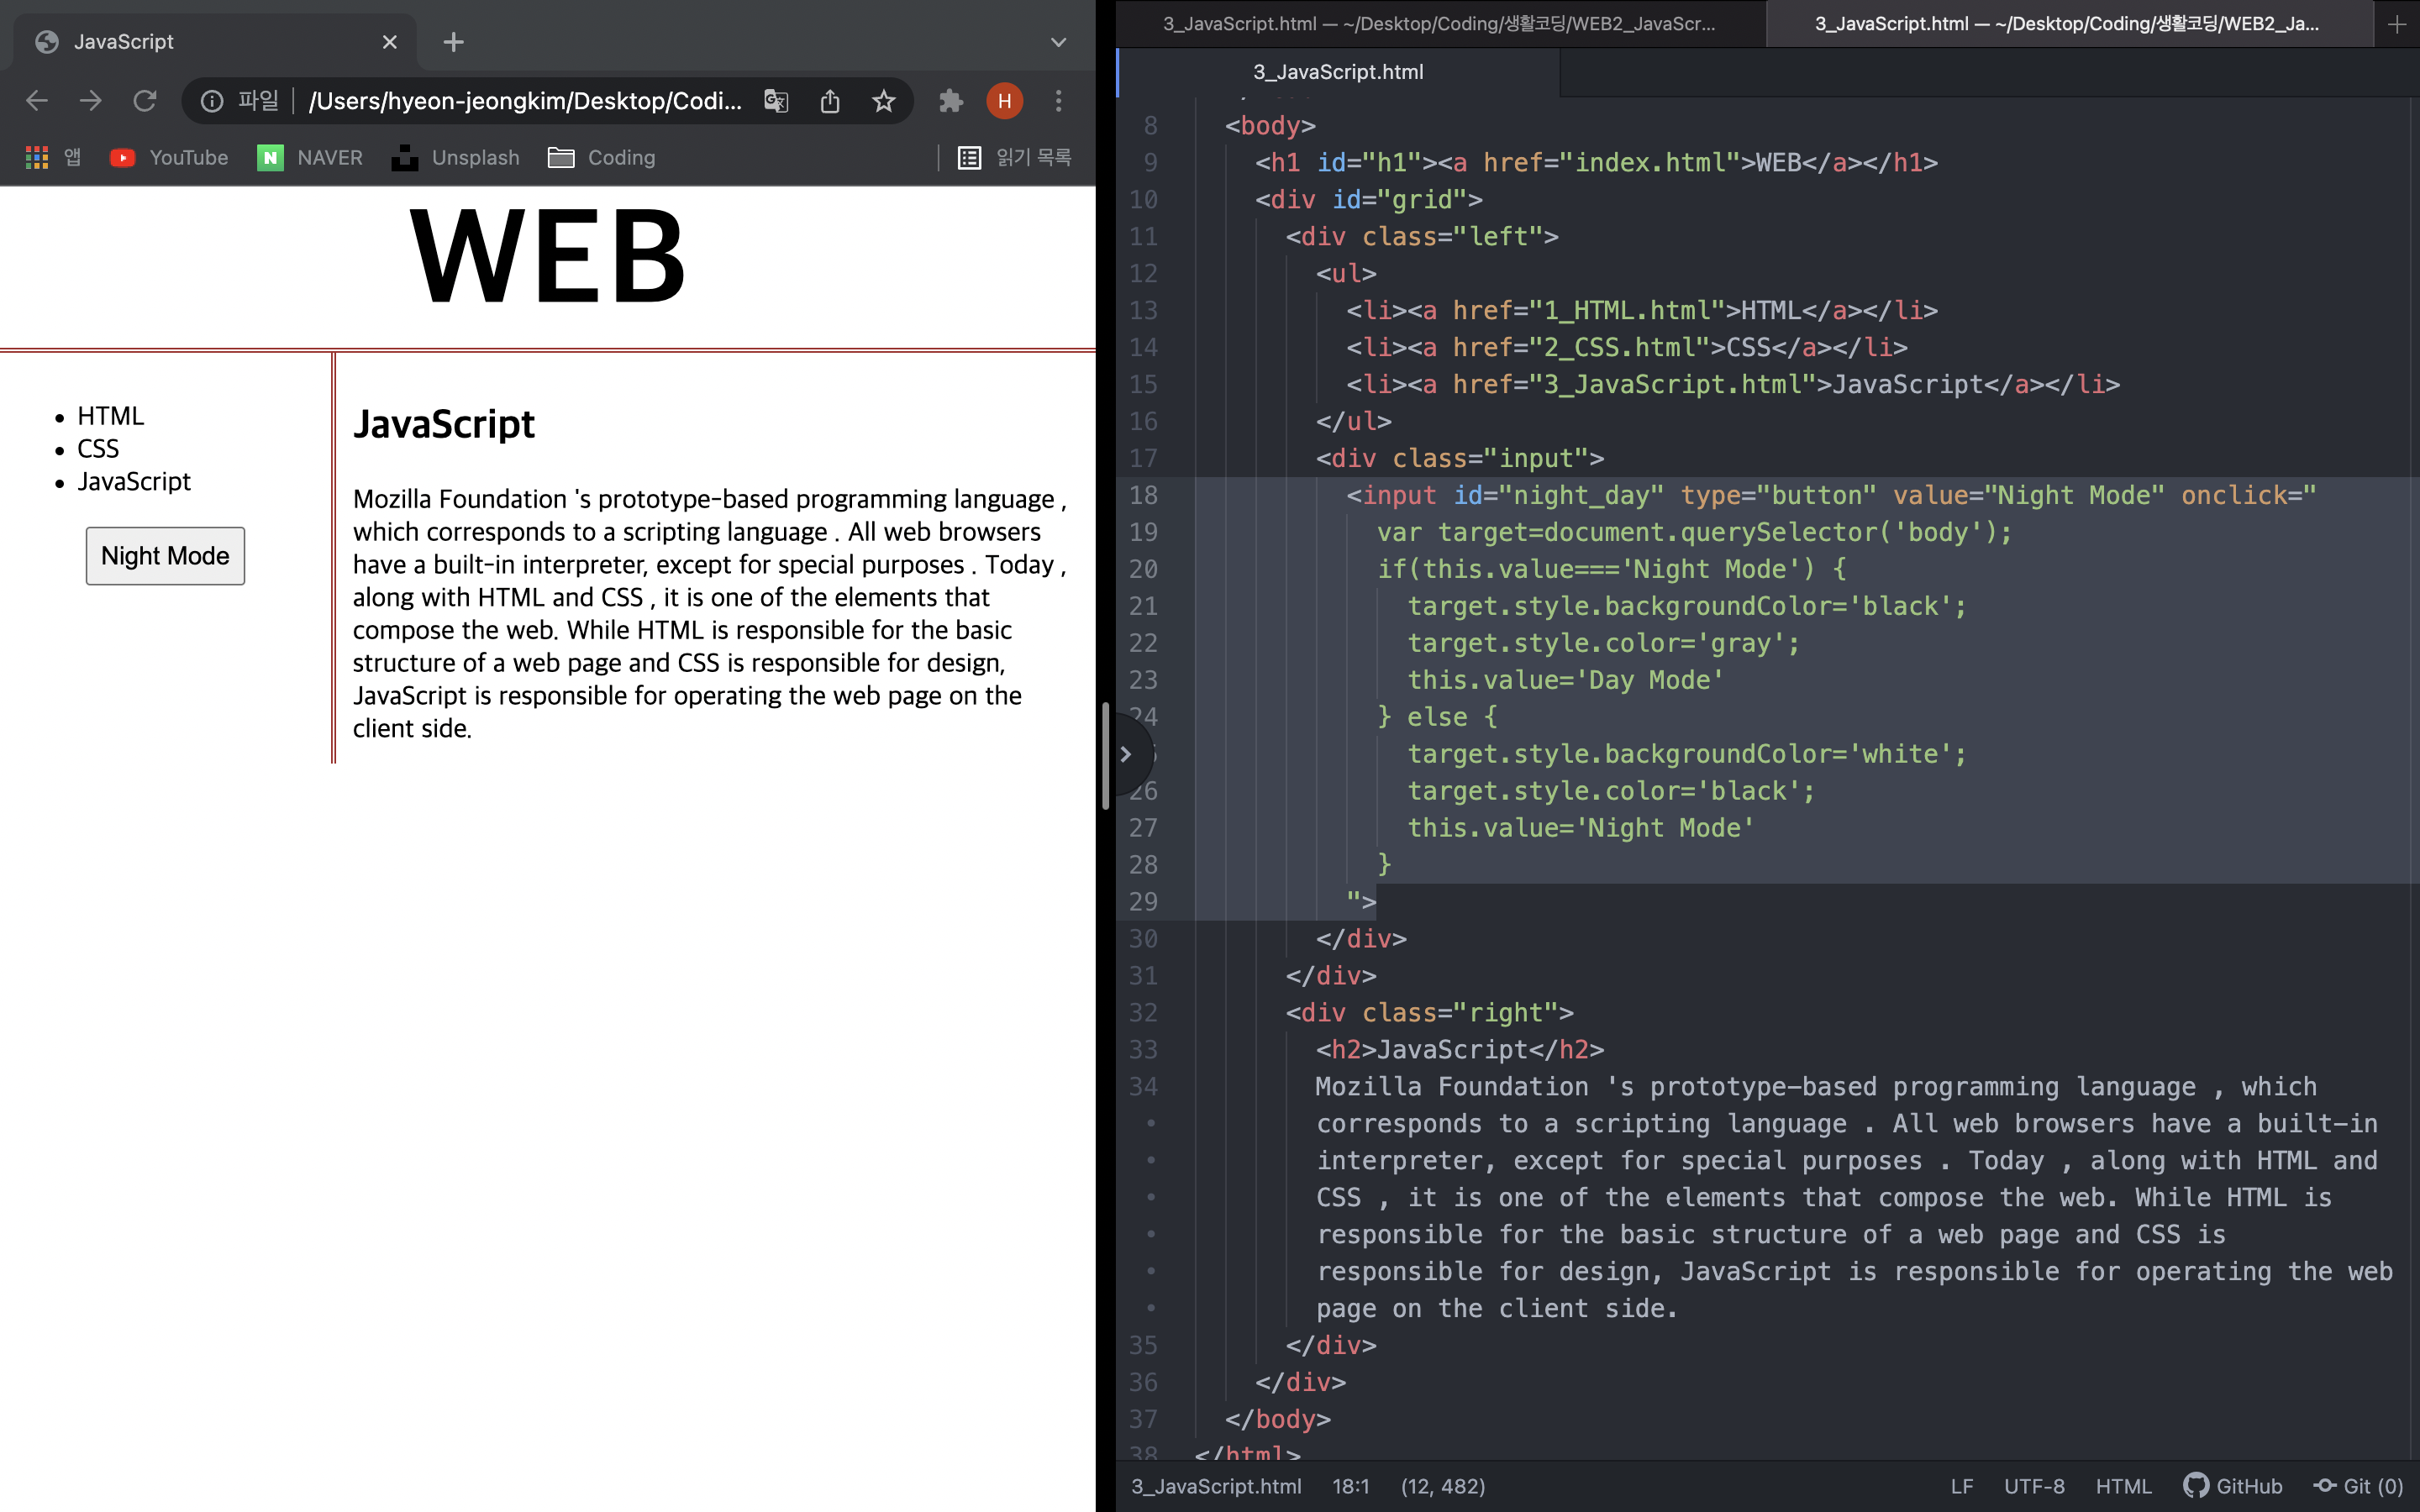 JavaScript
파일 /Users/hyeon-jeongkim/Desktop/Codi... H
앱 YouTube NAVER Unsplash Coding 읽기 목록
WEB
HTML
CSS
JavaScript
Night Mode
JavaScript
Mozilla Foundation 's prototype-based programming language ,
which corresponds to a scripting language . All web browsers
have a built-in interpreter, except for special purposes . Today ,
along with HTML and CSS , it is one of the elements that
compose the web. While HTML is responsible for the basic
structure of a web page and CSS is responsible for design,
JavaScript is responsible for operating the web page on the
client side.
3_JavaScript.html — ~/Desktop/Coding/생활코딩/WEB2_JavaScr...
3_JavaScript.html — ~/Desktop/Coding/생활코딩/WEB2_Ja...
3_JavaScript.html
8 <body>
9 <h1 id="h1"><a href="index.html">WEB</a></h1>
10 <div id="grid">
11 <div class="left">
12 <ul>
13 <li><a href="1_HTML.html">HTML</a></li>
14 <li><a href="2_CSS.html">CSS</a></li>
15 <li><a href="3_JavaScript.html">JavaScript</a></li>
16 </ul>
17 <div class="input">
18 <input id="night_day" type="button" value="Night Mode" onclick="
19 var target=document.querySelector('body');
20 if(this.value==='Night Mode') {
21 target.style.backgroundColor='black';
22 target.style.color='gray';
23 this.value='Day Mode'
24 } else {
target.style.backgroundColor='white';
26 target.style.color='black';
27 this.value='Night Mode'
28 }
29 ">
30 </div>
31 </div>
32 <div class="right">
33 <h2>JavaScript</h2>
34 Mozilla Foundation 's prototype-based programming language , which
corresponds to a scripting language . All web browsers have a built-in
interpreter, except for special purposes . Today , along with HTML and
CSS , it is one of the elements that compose the web. While HTML is
responsible for the basic structure of a web page and CSS is
responsible for design, JavaScript is responsible for operating the web
page on the client side.
35 </div>
36 </div>
37 </body>
38 </html>
3_JavaScript.html 18:1 (12, 482) LF UTF-8 HTML GitHub Git (0)